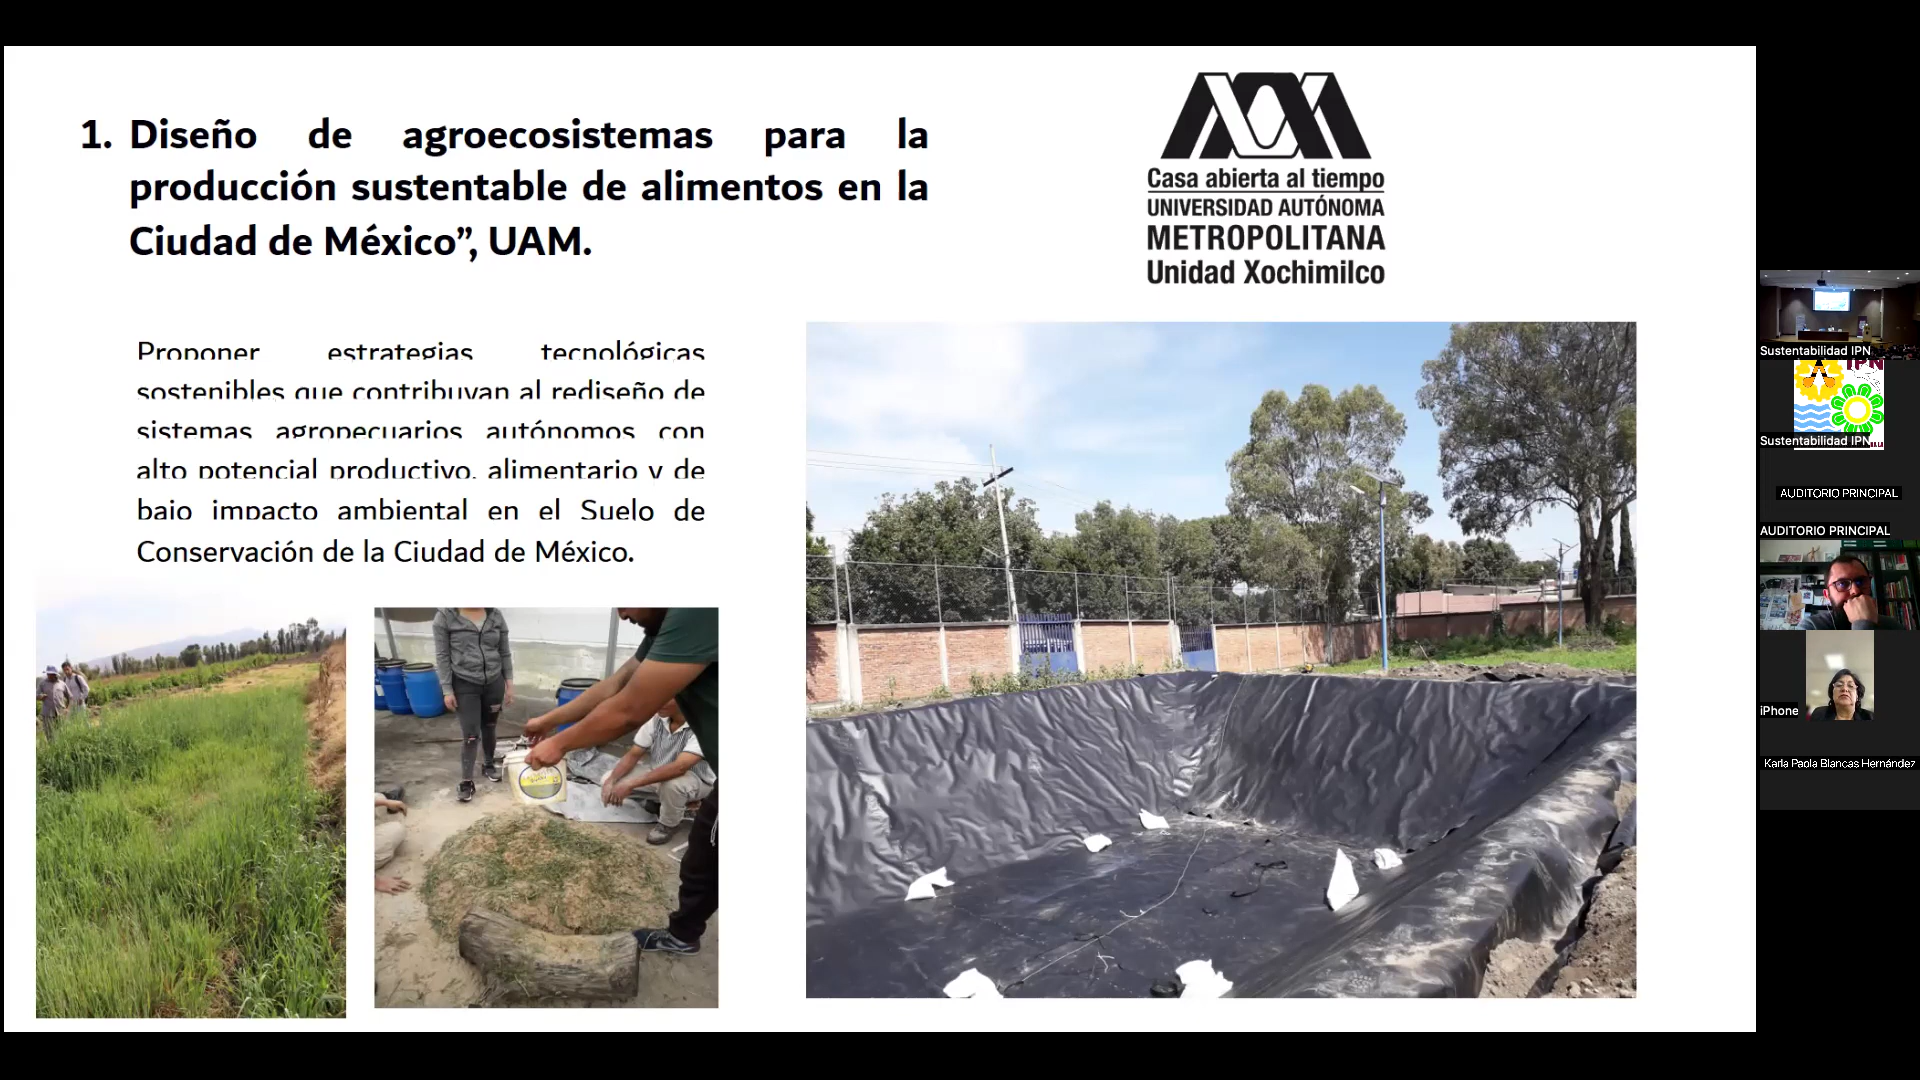 1. Diseño de agroecosistemas para la
producción sustentable de alimentos en la
Ciudad de México”, UAM.
Casa abierta al tiempo
UNIVERSIDAD AUTÓNOMA
METROPOLITANA
Unidad Xochimilco
Proponer estrategias tecnológicas
sostenibles que contribuyan al rediseño de
sistemas agropecuarios autónomos con
alto potencial productivo, alimentario y de
bajo impacto ambiental en el Suelo de
Conservación de la Ciudad de México.
Sustentabilidad IPN
IPN
Sustentabilidad IPN
AUDITORIO PRINCIPAL
AUDITORIO PRINCIPAL
iPhone
Karla Paola Blancas Hernández